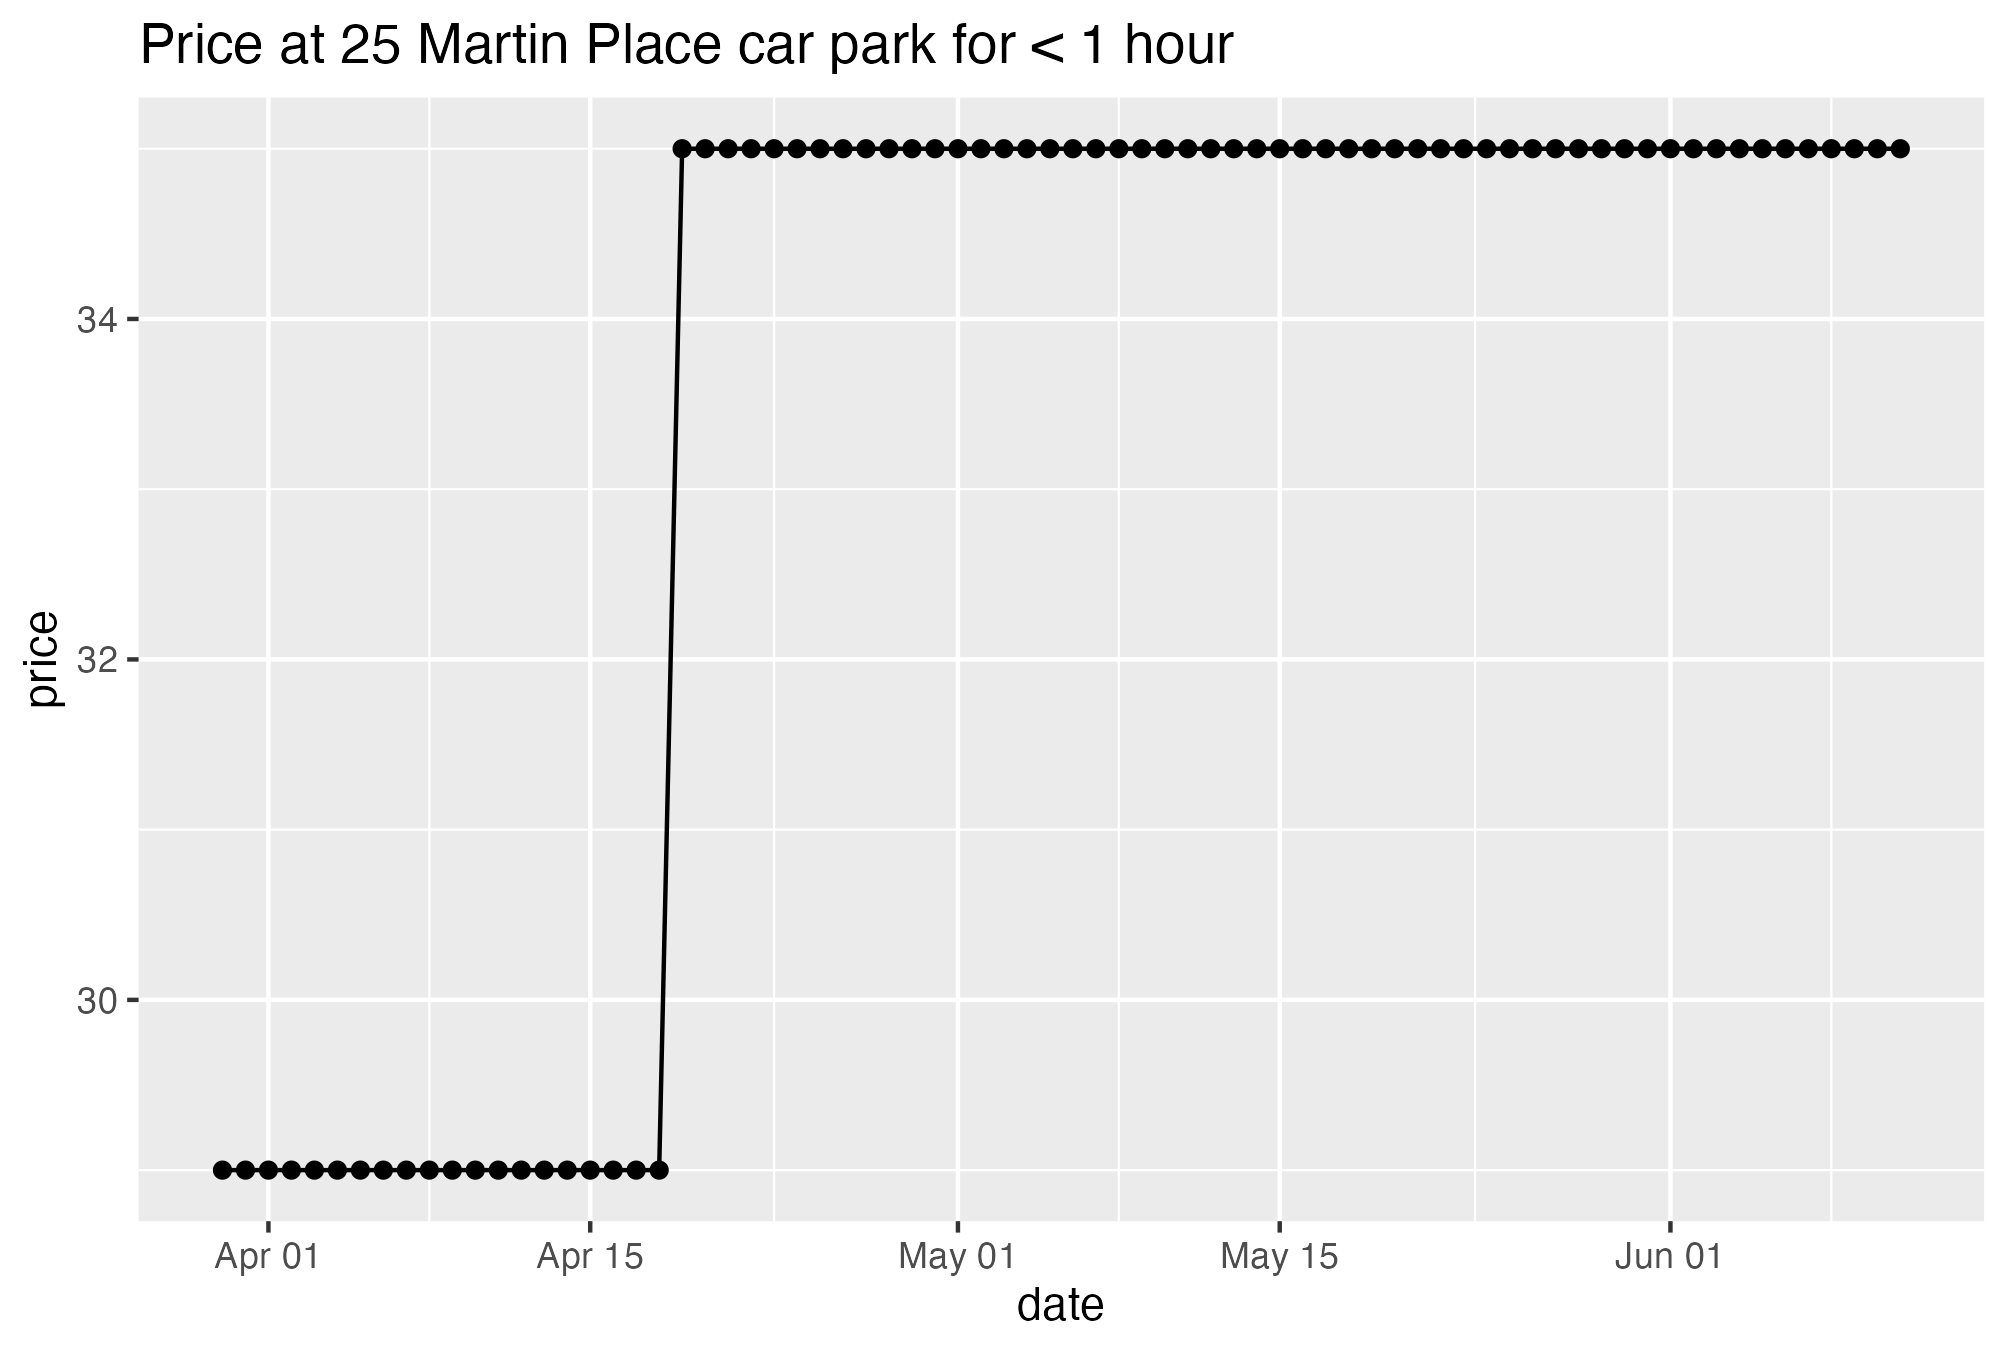 Price at 25 Martin Place car park for < 1 hour
price
34
32
30
Apr 01
Apr 15
May 01
May 15
Jun 01
date